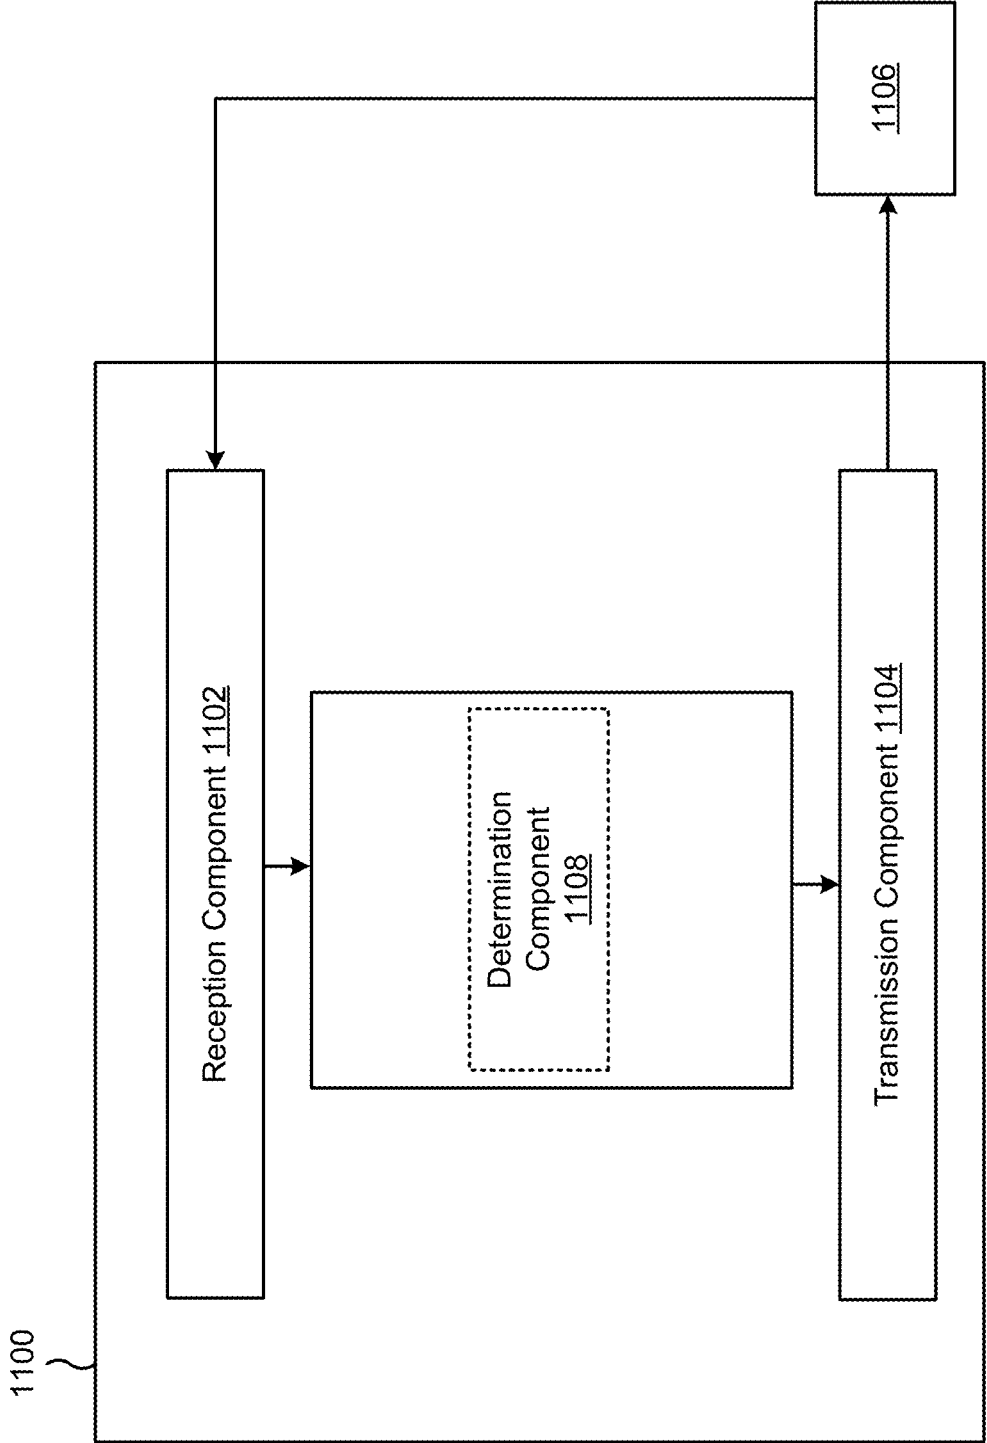 1100
Reception Component 1102
Determination
Component
1108
Transmission Component 1104
1106